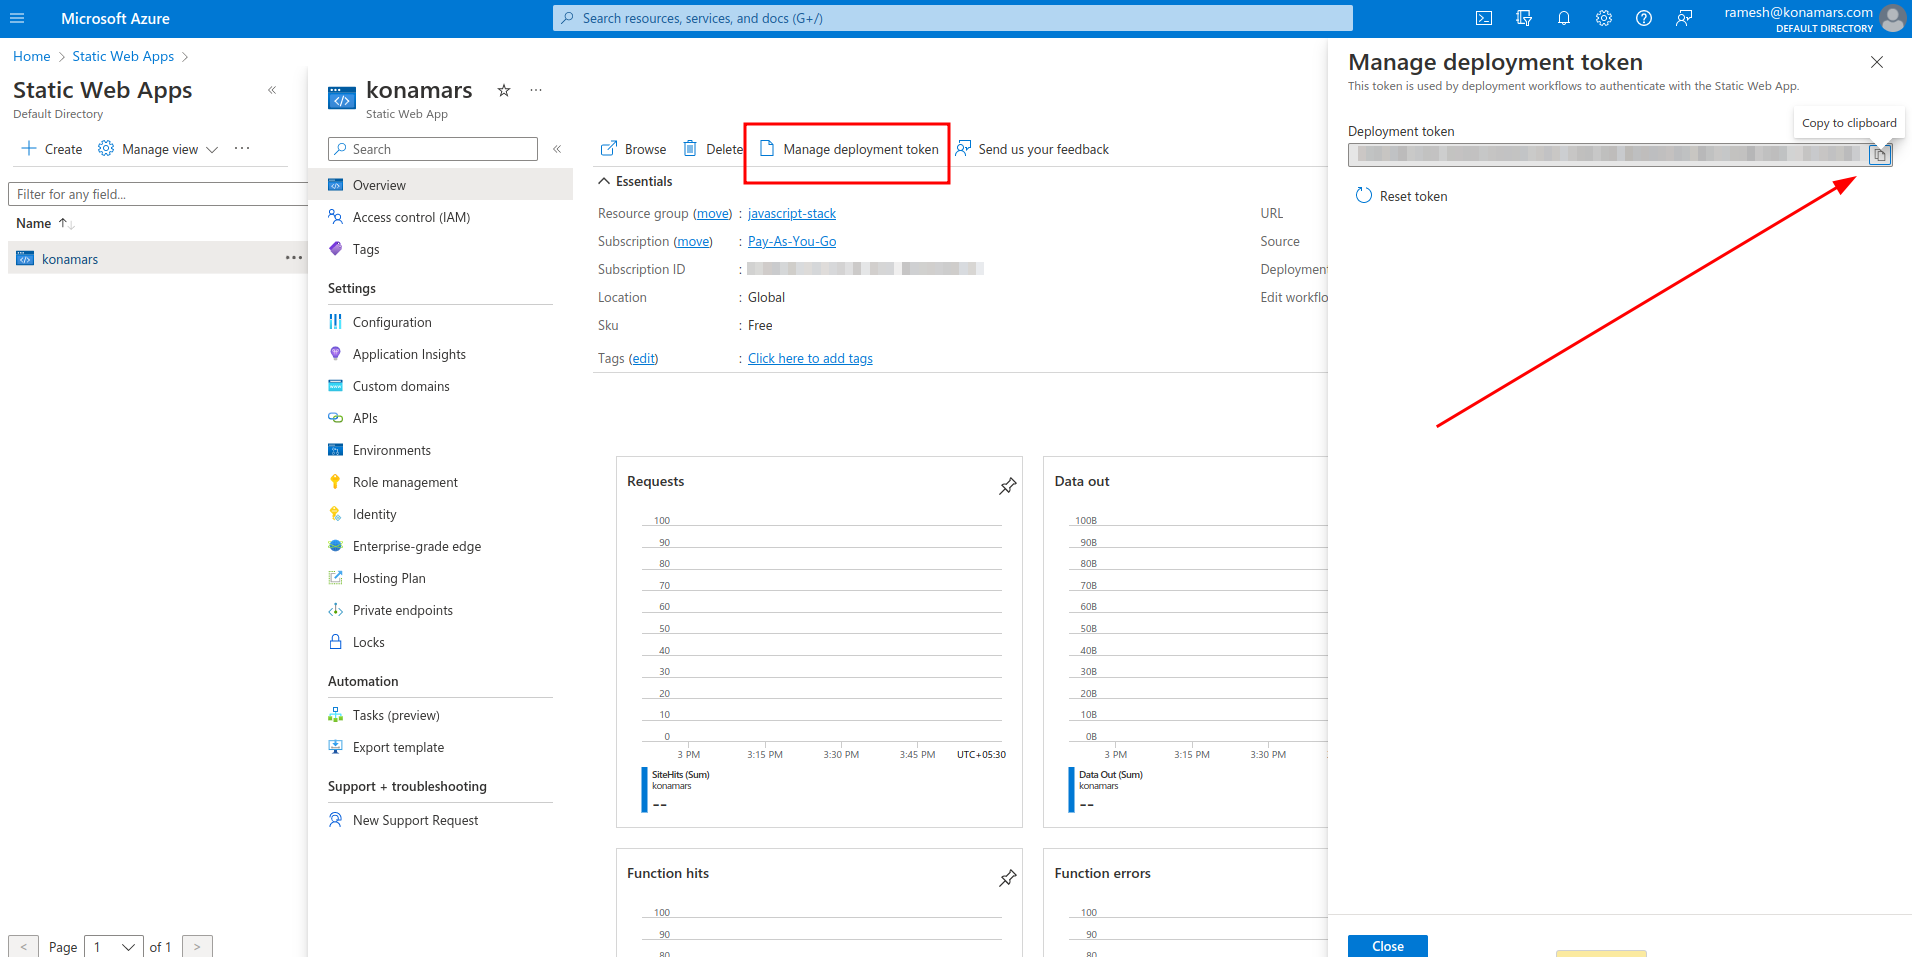 Microsoft Azure
Search resources, services, and docs (G+/)
ramesh@konamars.com
DEFAULT DIRECTORY
Home > Static Web Apps >
Static Web Apps
Default Directory
Create Manage view
Filter for any field...
Name
konamars
< Page 1 of 1 >
konamars
Static Web App
Search
Overview
Access control (IAM)
Tags
Settings
Configuration
Application Insights
Custom domains
APIs
Environments
Role management
Identity
Enterprise-grade edge
Hosting Plan
Private endpoints
Locks
Automation
Tasks (preview)
Export template
Support + troubleshooting
New Support Request
Browse Delete Manage deployment token Send us your feedback
Essentials
Resource group (move) : javascript-stack
Subscription (move) : Pay-As-You-Go
Subscription ID :
Location : Global
Sku : Free
Tags (edit) : Click here to add tags
URL
Source
Deployment
Edit workflo
Requests
100
90
80
70
60
50
40
30
20
10
0
3 PM 3:15 PM 3:30 PM 3:45 PM UTC+05:30
SiteHits (Sum)
konamars
--
Data out
100B
90B
80B
70B
60B
50B
40B
30B
20B
10B
0B
3 PM 3:15 PM 3:30 PM
Data Out (Sum)
konamars
--
Function hits
100
90
80
Function errors
100
90
80
Manage deployment token
This token is used by deployment workflows to authenticate with the Static Web App.
Copy to clipboard
Deployment token
Reset token
Close